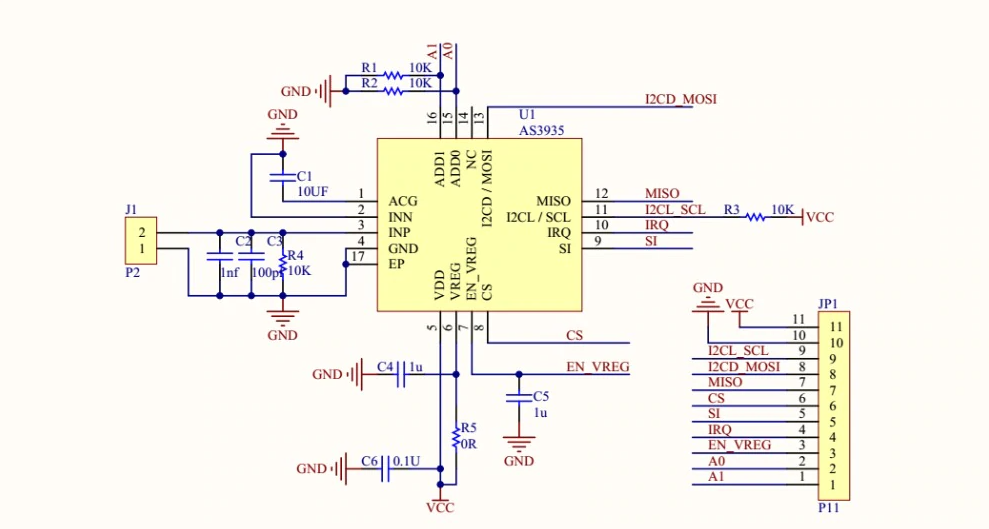 A1
A0
R1 10K
R2 10K
GND
GND
I2CD_MOSI
16
15
14
13
U1
AS3935
C1
10UF
ADD1
ADD0
NC
I2CD / MOSI
1 ACG
2 INN
3 INP
4 GND
17 EP
MISO 12 MISO
I2CL / SCL 11 I2CL_SCL R3 10K VCC
IRQ 10 IRQ
SI 9 SI
J1
2
1
P2
C2
C3
1nf
100pf
R4
10K
GND
VDD
VREG
EN_VREG
CS
5
6
7
8
CS
EN_VREG
GND C4 1u
C5
1u
GND
R5
0R
GND C6 0.1U
VCC
GND
VCC
JP1
11 11
10 10
I2CL_SCL 9 9
I2CD_MOSI 8 8
MISO 7 7
CS 6 6
SI 5 5
IRQ 4 4
EN_VREG 3 3
A0 2 2
A1 1 1
P11